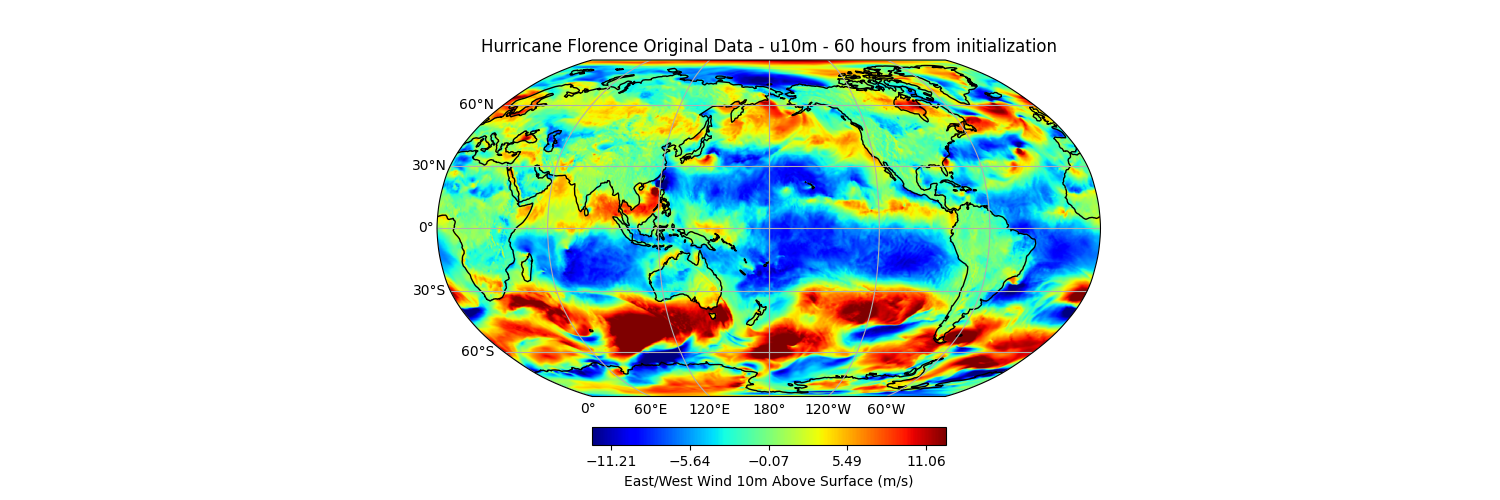 Hurricane Florence Original Data - u10m - 60 hours from initialization
60°N
30°N
0°
30°S
60°S
0° 60°E 120°E 180° 120°W 60°W
−11.21 −5.64 −0.07 5.49 11.06
East/West Wind 10m Above Surface (m/s)